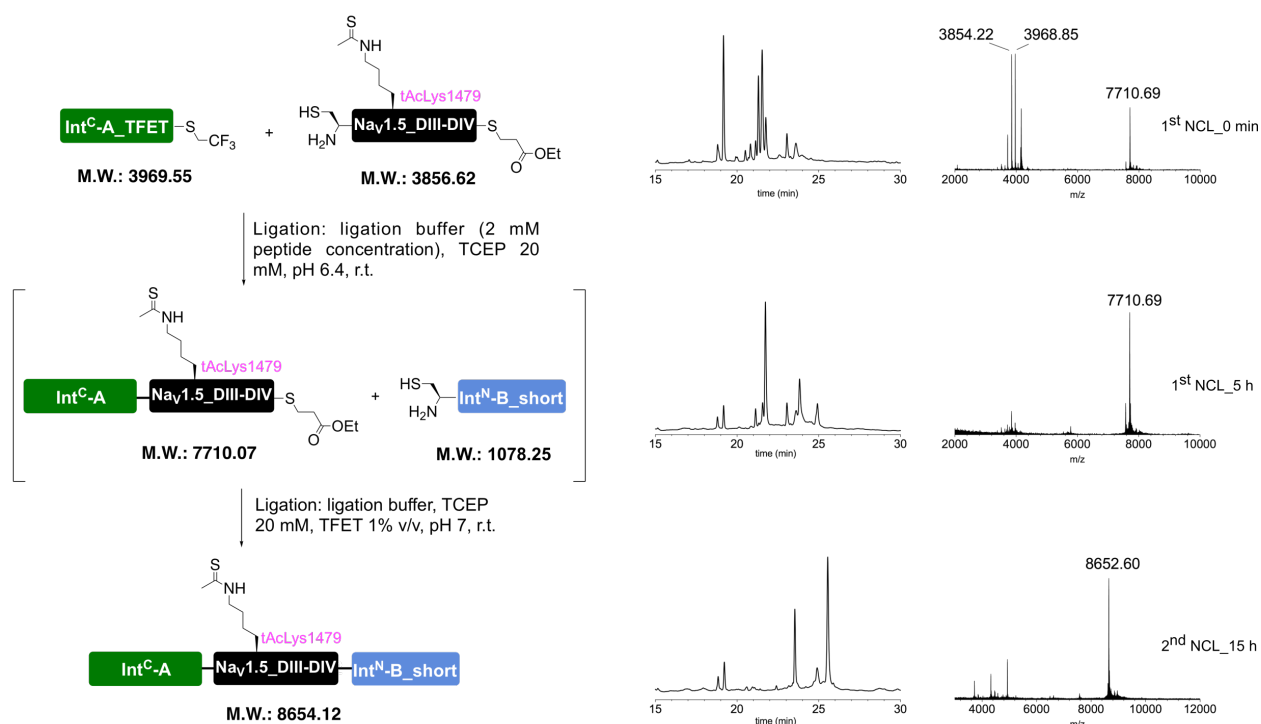 S
NH
tAcLys1479
HS
H₂N
Int^C-A_TFET
S
CF₃
+
Na_V1.5_DIII-DIV
S
O
OEt
M.W.: 3969.55
M.W.: 3856.62
Ligation: ligation buffer (2 mM
peptide concentration), TCEP 20
mM, pH 6.4, r.t.
S
NH
tAcLys1479
Int^C-A
Na_V1.5_DIII-DIV
S
O
OEt
+
HS
H₂N
Int^N-B_short
M.W.: 7710.07
M.W.: 1078.25
Ligation: ligation buffer, TCEP
20 mM, TFET 1% v/v, pH 7, r.t.
S
NH
tAcLys1479
Int^C-A
Na_V1.5_DIII-DIV
Int^N-B_short
M.W.: 8654.12
15 20 25 30
time (min)
3854.22 3968.85
7710.69
2000 4000 6000 8000 10000
m/z
1st NCL_0 min
15 20 25 30
time (min)
7710.69
2000 4000 6000 8000 10000
m/z
1st NCL_5 h
15 20 25 30
time (min)
8652.60
4000 6000 8000 10000 12000
m/z
2nd NCL_15 h